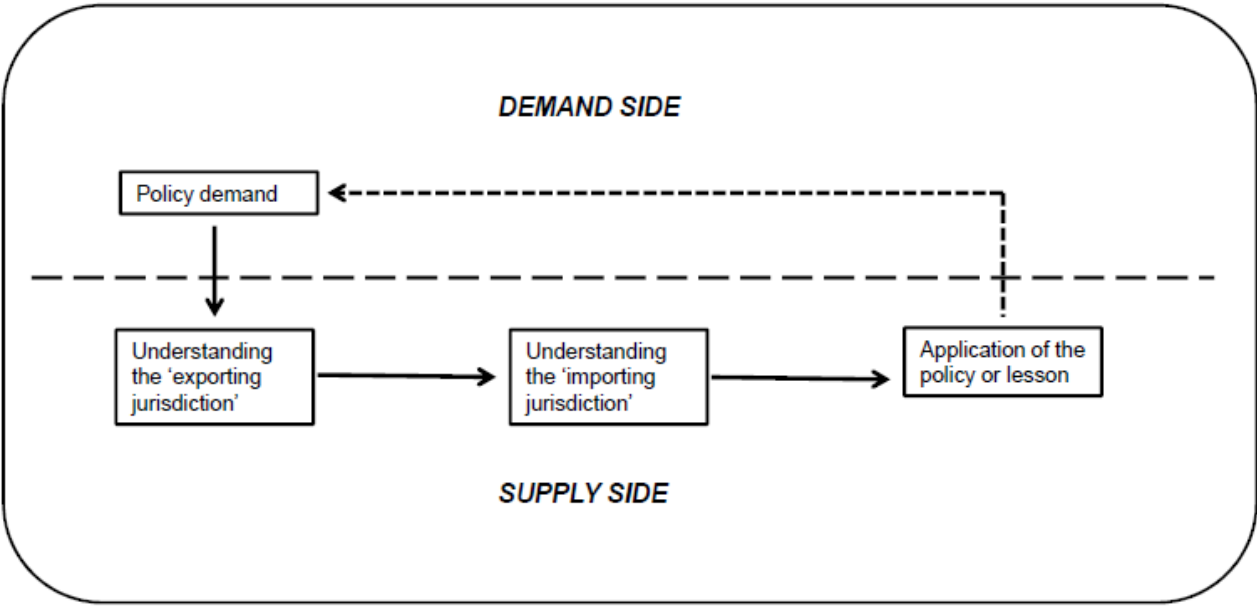 DEMAND SIDE
Policy demand
Understanding
the ‘exporting
jurisdiction’
Understanding
the ‘importing
jurisdiction’
Application of the
policy or lesson
SUPPLY SIDE